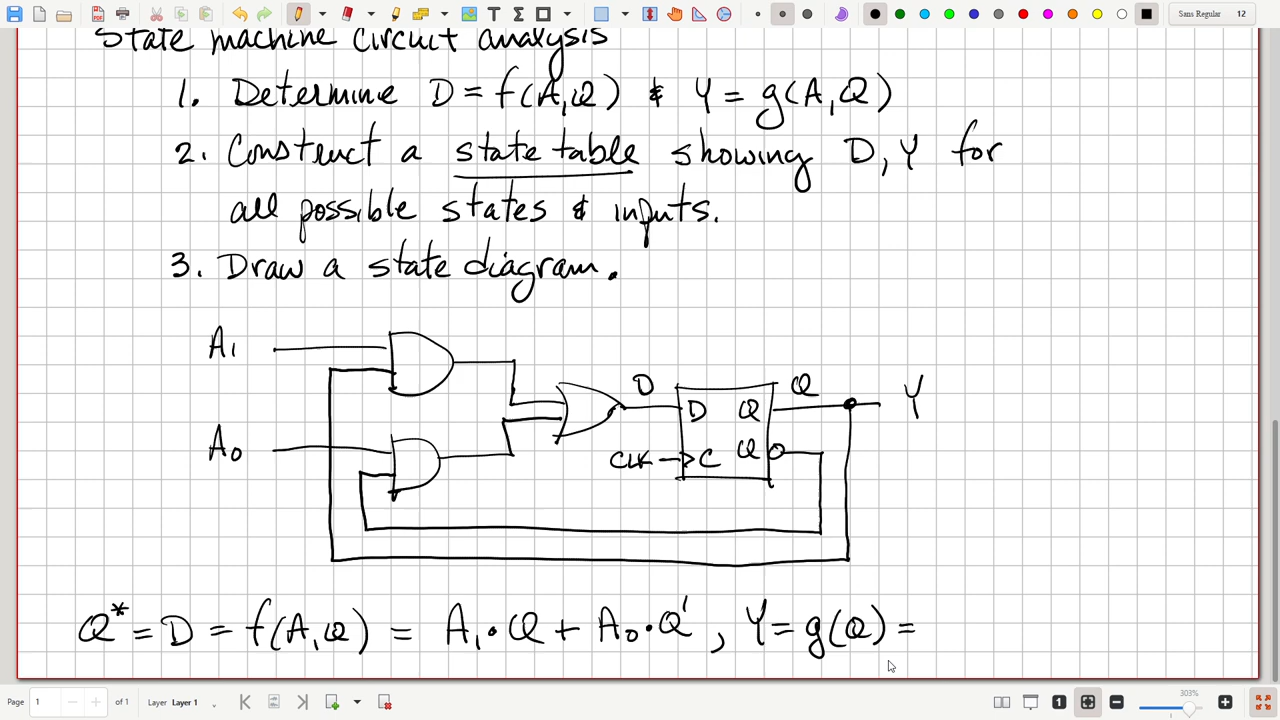 Sans Regular 12
State machine circuit analysis
1. Determine D = f(A,Q) & Y = g(A,Q)
2. Construct a state table showing D, Y for
all possible states & inputs.
3. Draw a state diagram.
A1
D
Q
Y
D Q
A0
CLK
C Q
Q* = D = f(A,Q) = A1•Q + A0•Q', Y = g(Q) =
Page 1 of 1 Layer Layer 1 303%